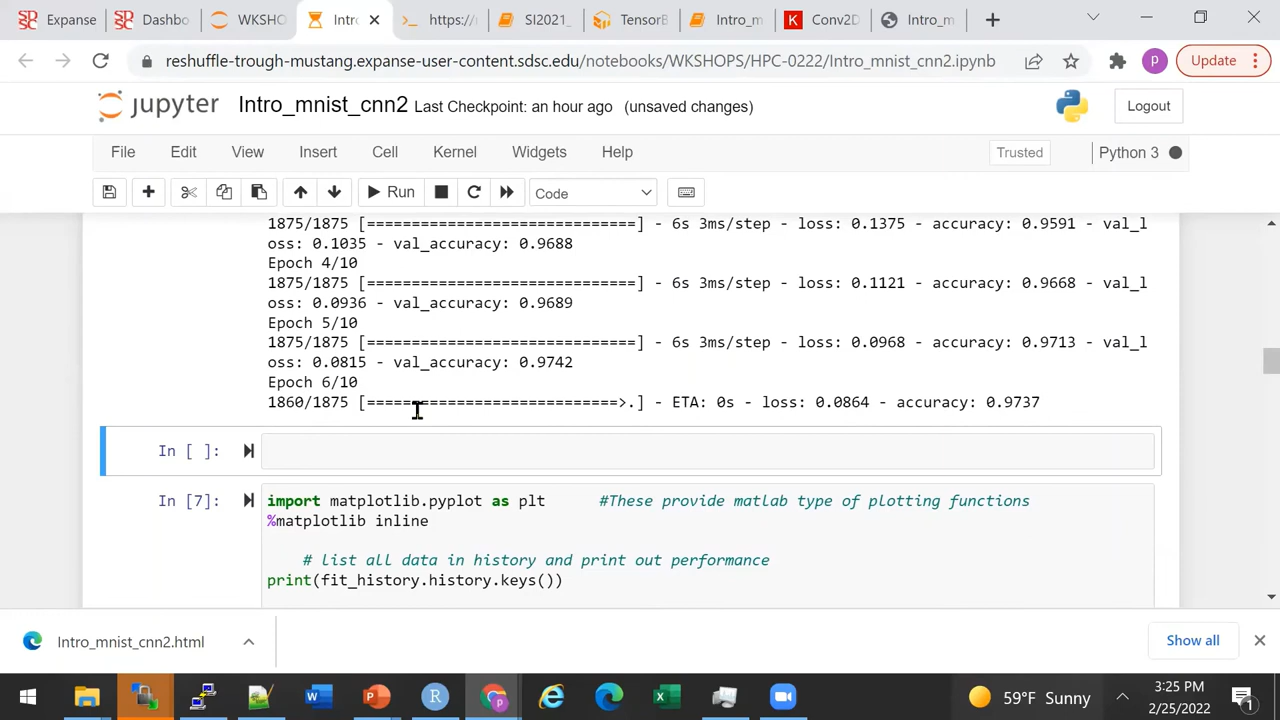 Expanse
Dashbo
WKSHO
Intro
https://
SI2021_
TensorB
Intro_m
K
Conv2D
Intro_m
reshuffle-trough-mustang.expanse-user-content.sdsc.edu/notebooks/WKSHOPS/HPC-0222/Intro_mnist_cnn2.ipynb
P
Update
jupyter Intro_mnist_cnn2 Last Checkpoint: an hour ago (unsaved changes)
Logout
File Edit View Insert Cell Kernel Widgets Help
Trusted
Python 3
Run
Code
1875/1875 [==============================] - 6s 3ms/step - loss: 0.1375 - accuracy: 0.9591 - val_l
oss: 0.1035 - val_accuracy: 0.9688
Epoch 4/10
1875/1875 [==============================] - 6s 3ms/step - loss: 0.1121 - accuracy: 0.9668 - val_l
oss: 0.0936 - val_accuracy: 0.9689
Epoch 5/10
1875/1875 [==============================] - 6s 3ms/step - loss: 0.0968 - accuracy: 0.9713 - val_l
oss: 0.0815 - val_accuracy: 0.9742
Epoch 6/10
1860/1875 [============================>.] - ETA: 0s - loss: 0.0864 - accuracy: 0.9737
In [ ]:
In [7]: import matplotlib.pyplot as plt #These provide matlab type of plotting functions
%matplotlib inline
# list all data in history and print out performance
print(fit_history.history.keys())
Intro_mnist_cnn2.html
Show all
59°F Sunny
3:25 PM
2/25/2022
1